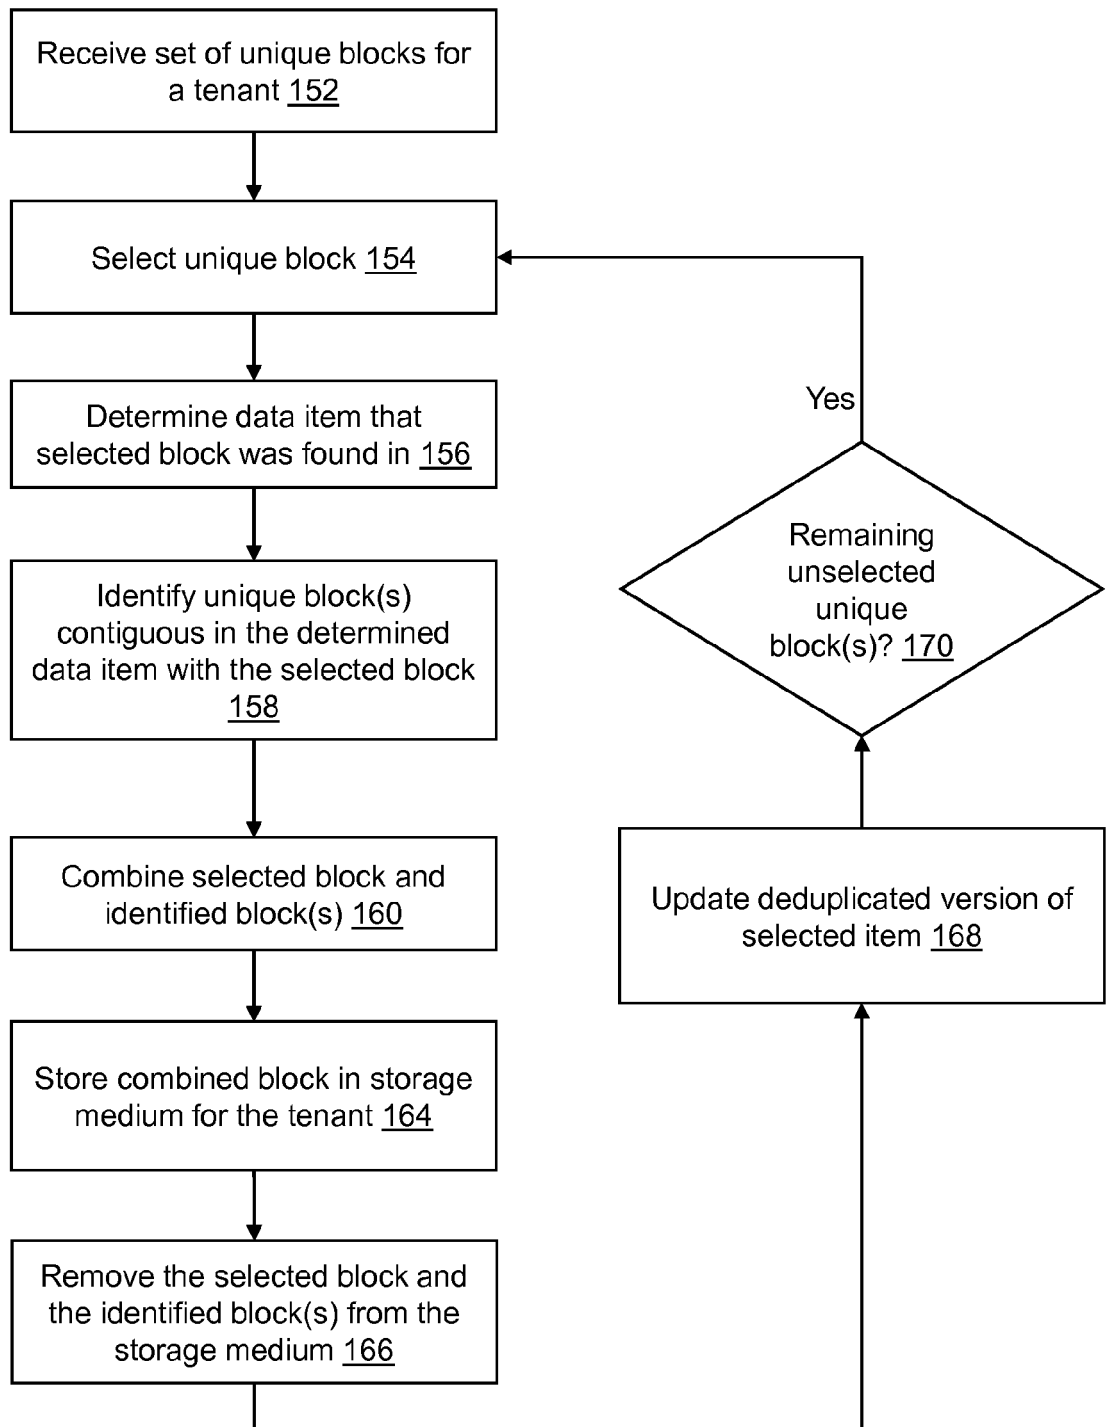 Receive set of unique blocks for
a tenant 152
Select unique block 154
Determine data item that
selected block was found in 156
Identify unique block(s)
contiguous in the determined
data item with the selected block
158
Combine selected block and
identified block(s) 160
Store combined block in storage
medium for the tenant 164
Remove the selected block and
the identified block(s) from the
storage medium 166
Update deduplicated version of
selected item 168
Remaining
unselected
unique
block(s)? 170
Yes